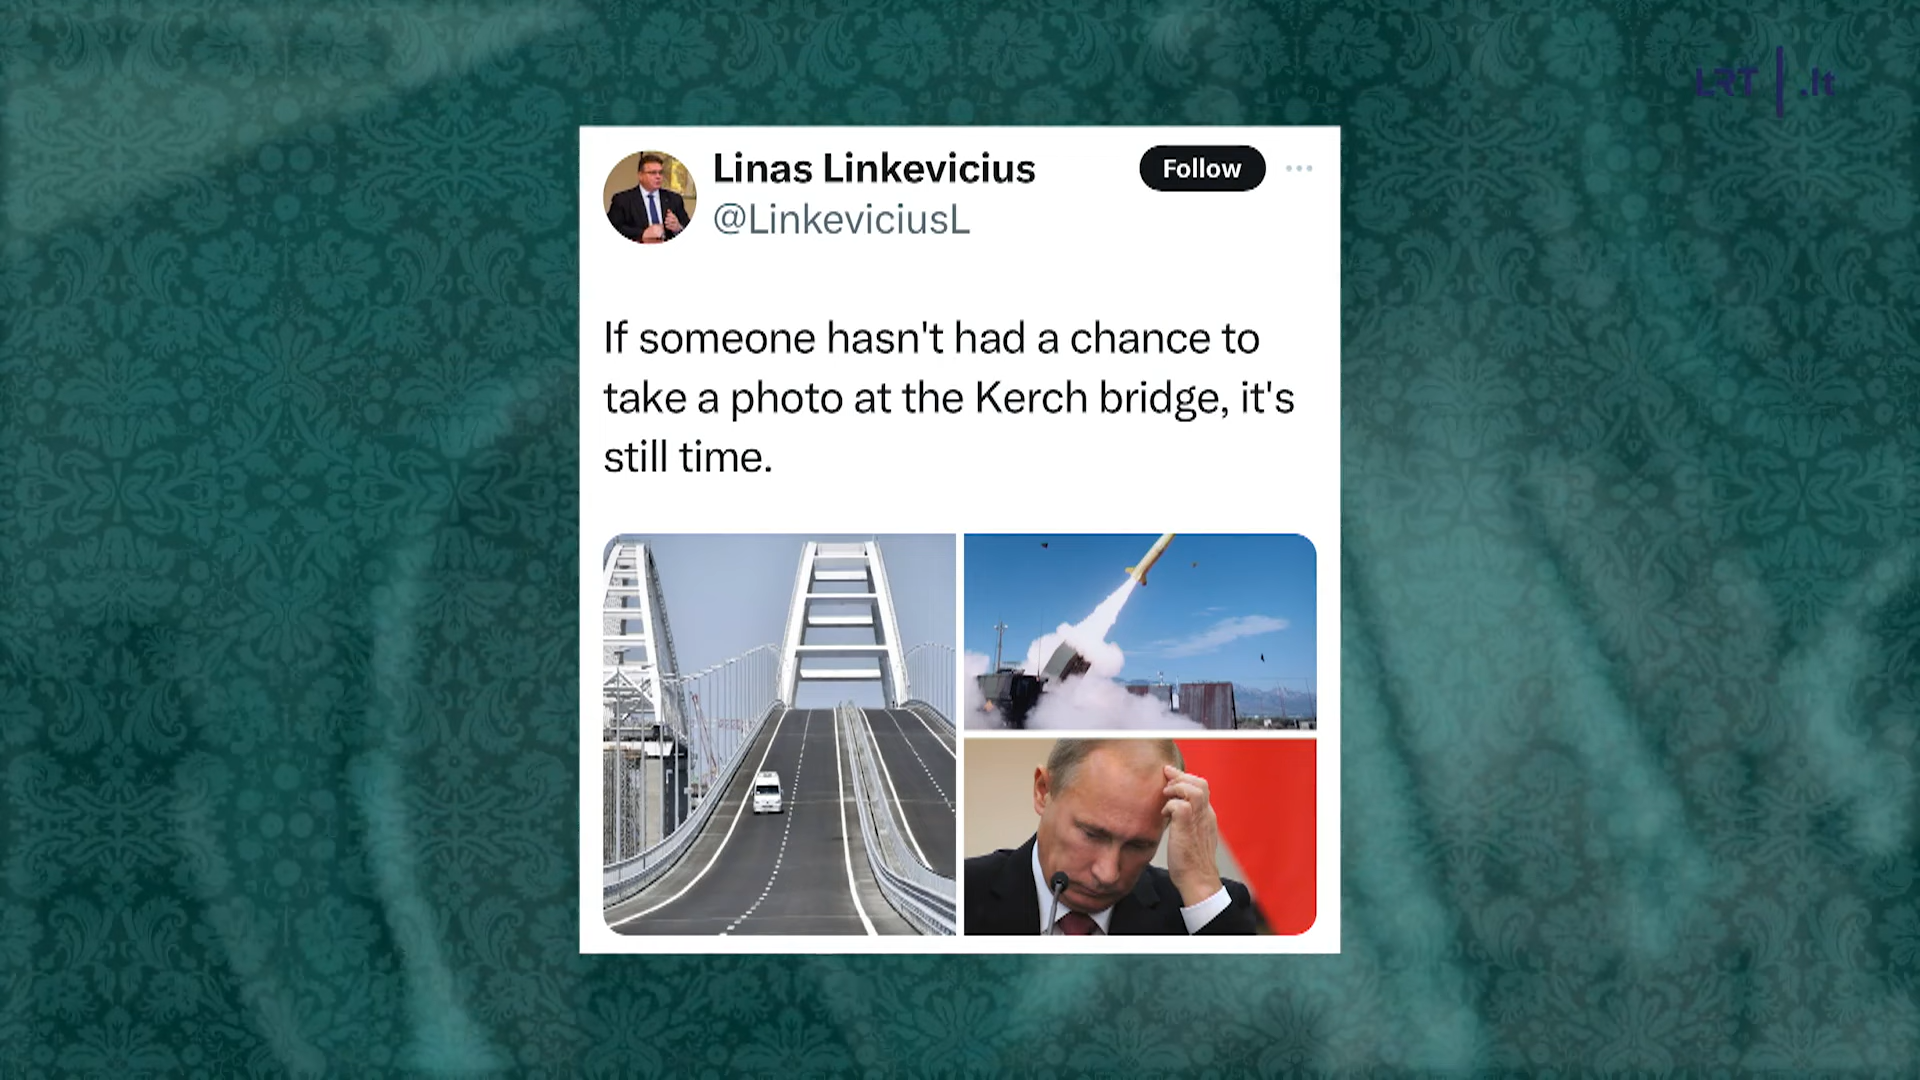 LRT | .lt
Linas Linkevicius
Follow
@LinkeviciusL
If someone hasn't had a chance to
take a photo at the Kerch bridge, it's
still time.